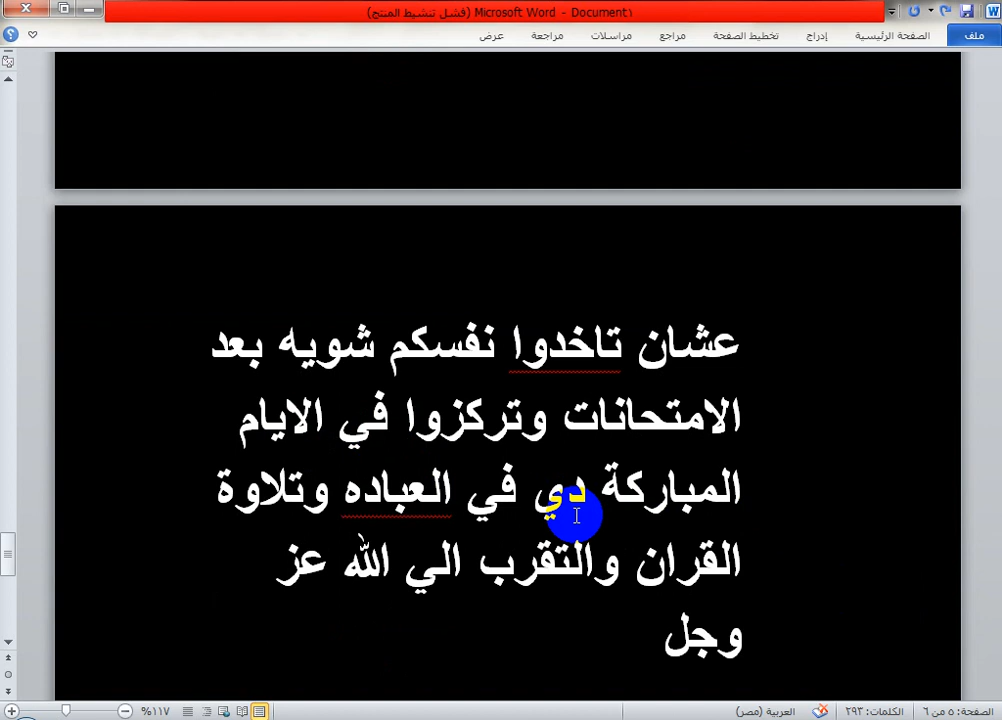 Document١ - Microsoft Word (فشل تنشيط المنتج)
ملف الصفحة الرئيسية إدراج تخطيط الصفحة مراجع مراسلات مراجعة عرض
عشان تاخدوا نفسكم شويه بعد
الامتحانات وتركزوا في الايام
المباركة دي في العباده وتلاوة
القران والتقرب الي الله عز
وجل
الصفحة: ٥ من ٦ الكلمات: ٢٩٣ العربية (مصر) ١١٧%